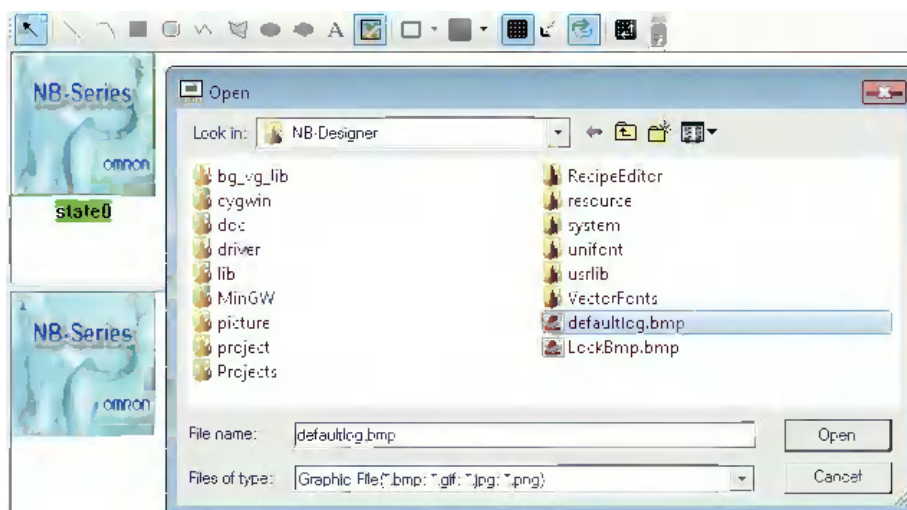 A
NB-Series
omron
state0
NB-Series
omron
Open
Look in:
NB-Designer
bg_vg_lib
cygwin
doc
driver
lib
MinGW
picture
project
Projects
RecipeEditor
resource
system
unifont
usrlib
VectorFonts
defaultlog.bmp
LockBmp.bmp
File name:
defaultlog.bmp
Open
Files of type:
Graphic File(*.bmp; *.gif; *.jpg; *.png)
Cancel